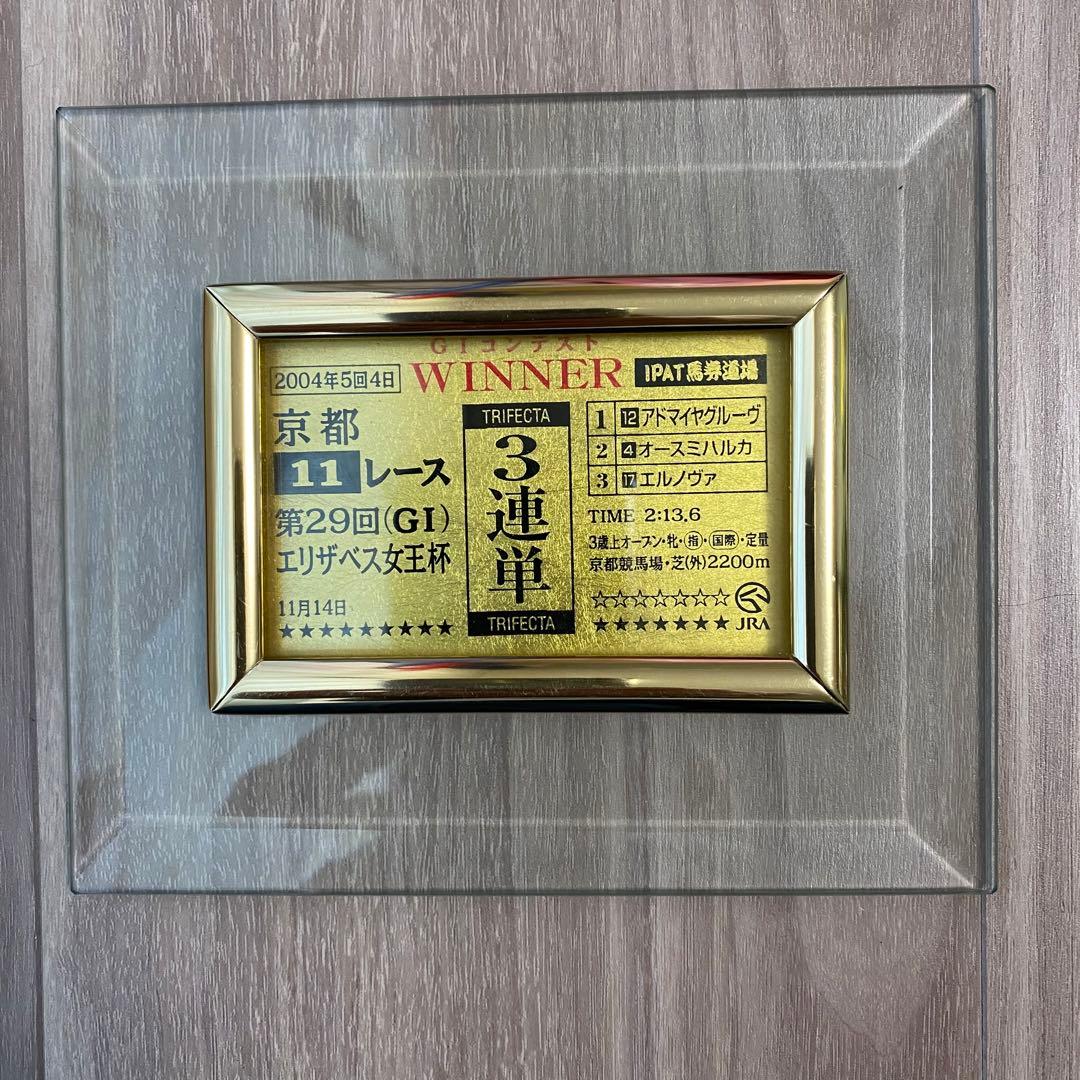 GIコンテスト
2004年5回4日 WINNER IPAT馬券道場
京都
11レース
第29回(GI)
エリザベス女王杯
11月14日
★★★★★★★★★
TRIFECTA
3連単
TRIFECTA
1 12 アドマイヤグルーヴ
2 4 オースミハルカ
3 17 エルノヴァ
TIME 2:13.6
3歳上オープン・牝・指・国際・定量
京都競馬場・芝(外)2200m
☆☆☆☆☆☆☆
★★★★★★★ JRA